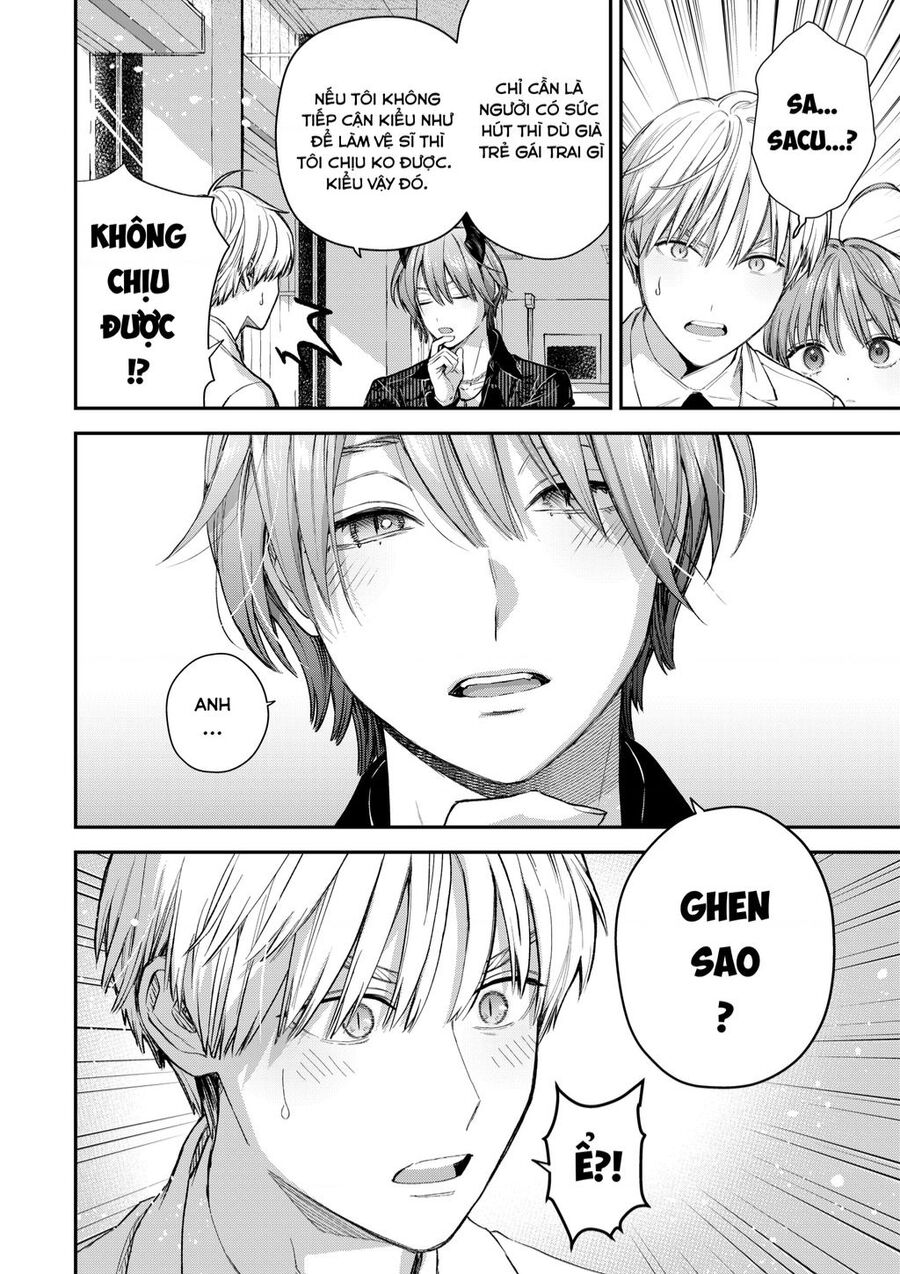 SA...
SACU...?
CHỈ CẦN LÀ
NGƯỜI CÓ SỨC
HÚT THÌ DÙ GIÀ
TRẺ GÁI TRAI GÌ
NẾU TÔI KHÔNG
TIẾP CẬN KIỂU NHƯ
ĐỂ LÀM VỆ SĨ THÌ
TÔI CHỊU KO ĐƯỢC.
KIỂU VẬY ĐÓ.
KHÔNG
CHỊU
ĐƯỢC
!?
ANH
...
GHEN
SAO
?
Ể?!